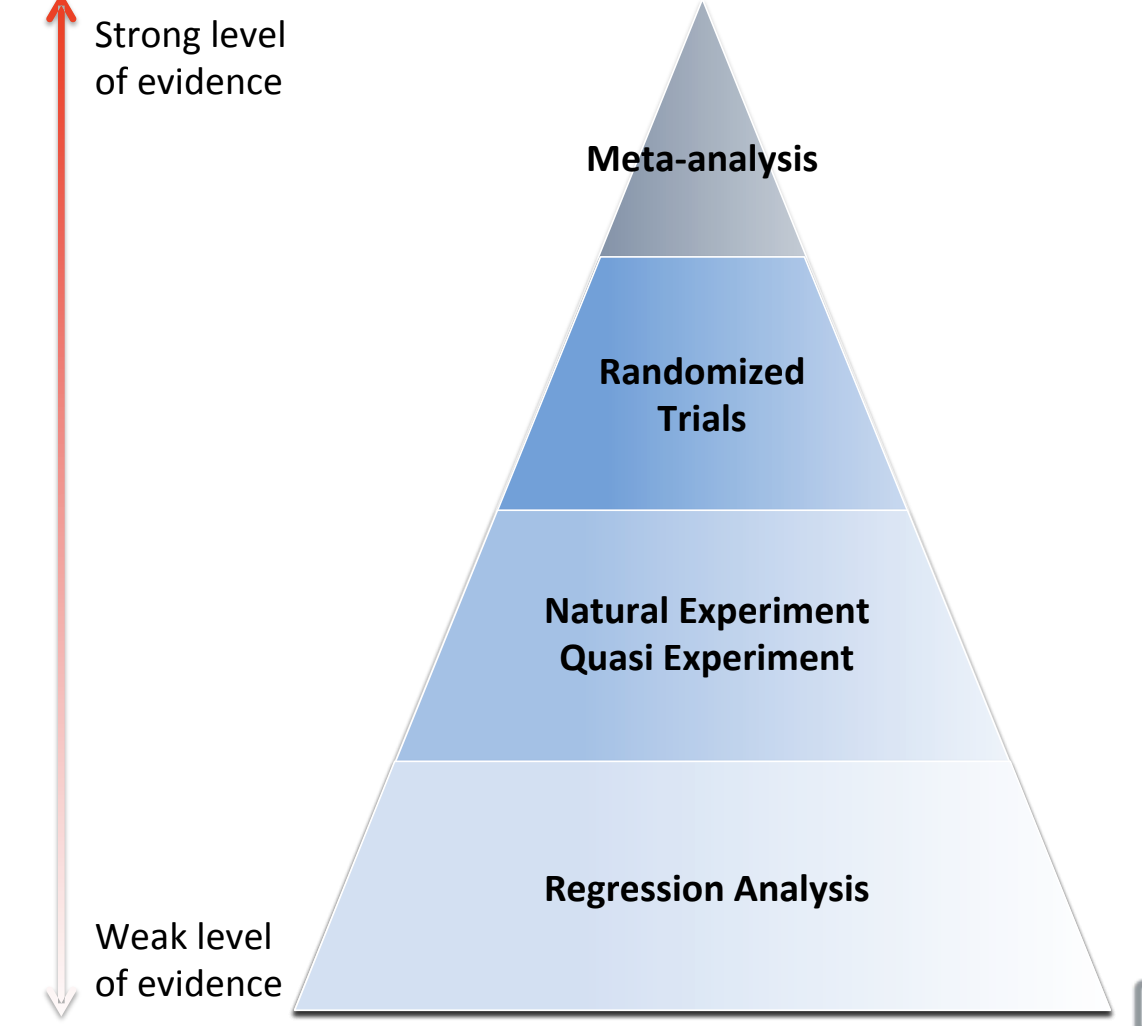 Strong level
of evidence
Meta-analysis
Randomized
Trials
Natural Experiment
Quasi Experiment
Regression Analysis
Weak level
of evidence